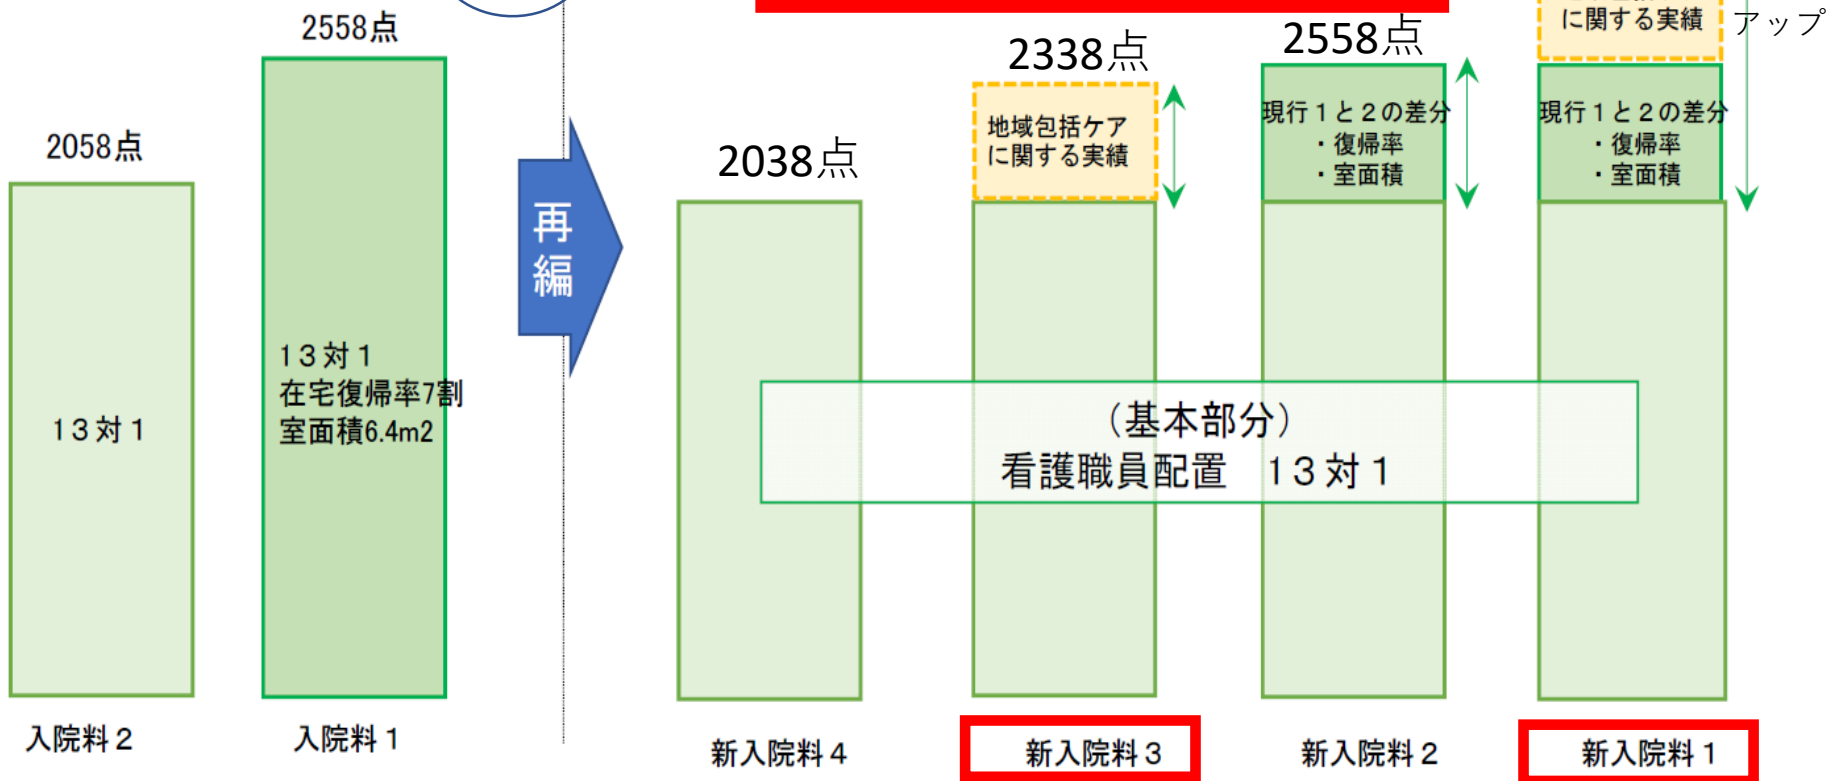 2558点
2058点
13対1
13対1
在宅復帰率7割
室面積6.4m2
入院料2
入院料1
再
編
2038点
2338点
地域包括ケア
に関する実績
2558点
現行1と2の差分
・復帰率
・室面積
に関する実績
アップ
現行1と2の差分
・復帰率
・室面積
(基本部分)
看護職員配置 13対1
新入院料4
新入院料3
新入院料2
新入院料1